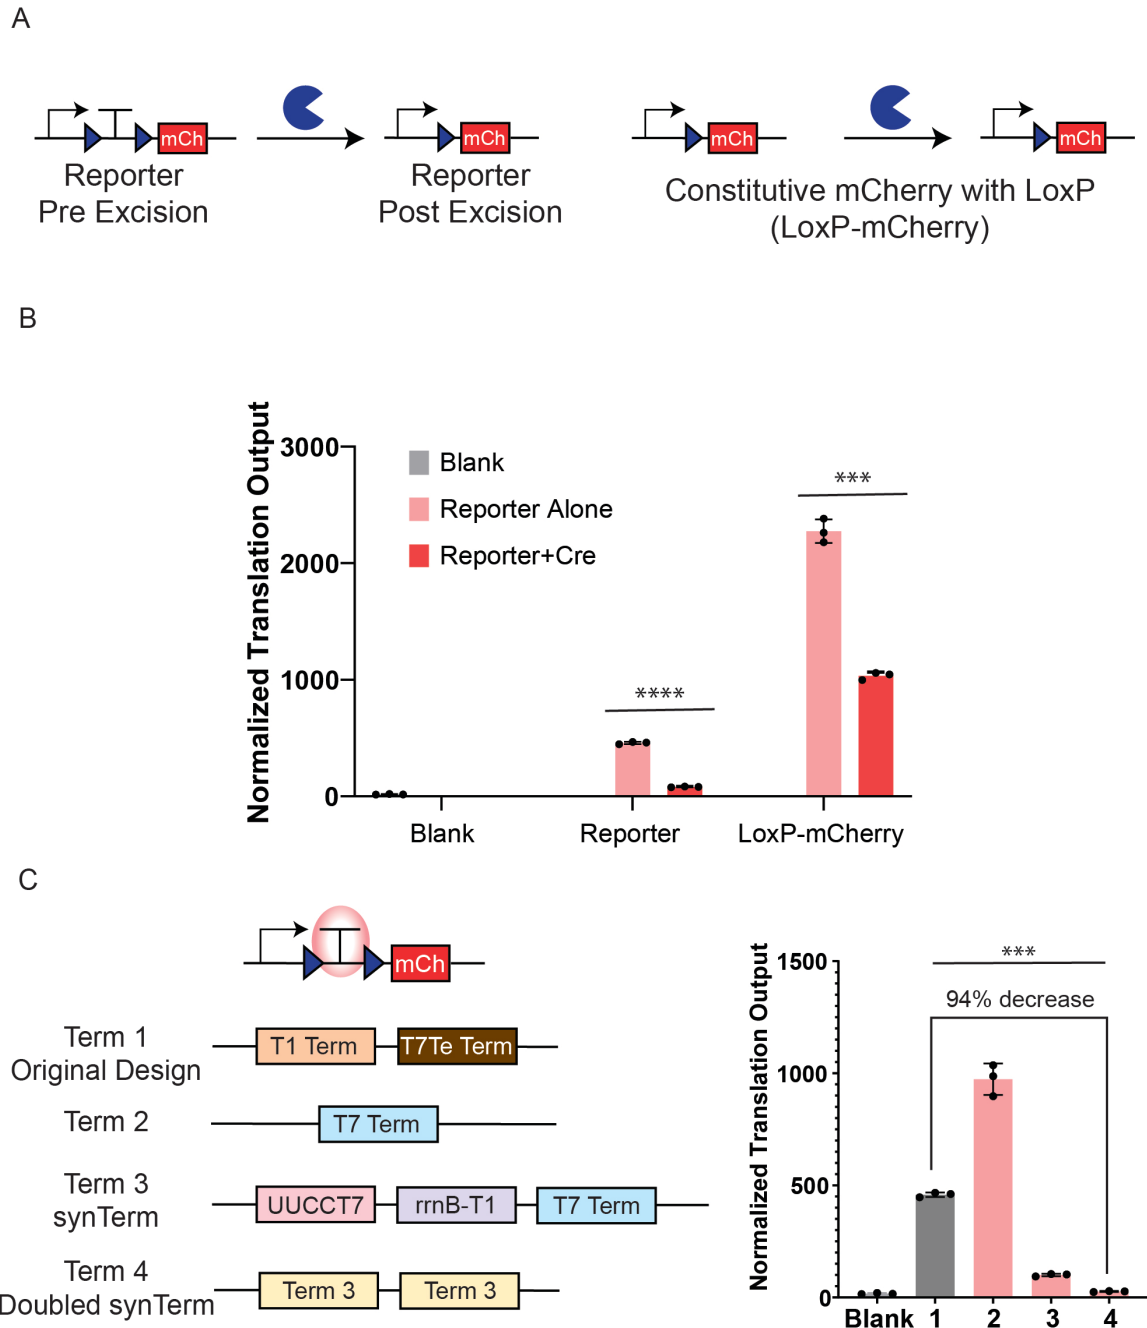 A
mCh
mCh
mCh
mCh
Reporter
Pre Excision
Reporter
Post Excision
Constitutive mCherry with LoxP
(LoxP-mCherry)
B
Normalized Translation Output
3000
2000
1000
0
Blank
Reporter Alone
Reporter+Cre
****
***
Blank
Reporter
LoxP-mCherry
C
mCh
Term 1
Original Design
T1 Term
T7Te Term
Term 2
T7 Term
Term 3
synTerm
UUCCT7
rrnB-T1
T7 Term
Term 4
Doubled synTerm
Term 3
Term 3
Normalized Translation Output
1500
1000
500
0
***
94% decrease
Blank
1
2
3
4